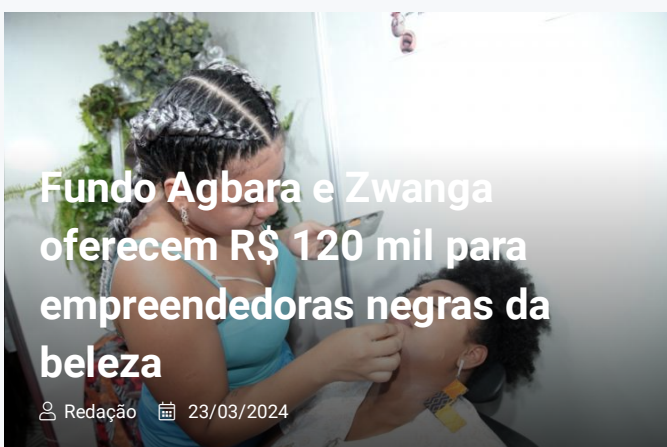 Fundo Agbara e Zwanga
oferecem R$ 120 mil para
empreendedoras negras da
beleza
Redação 23/03/2024